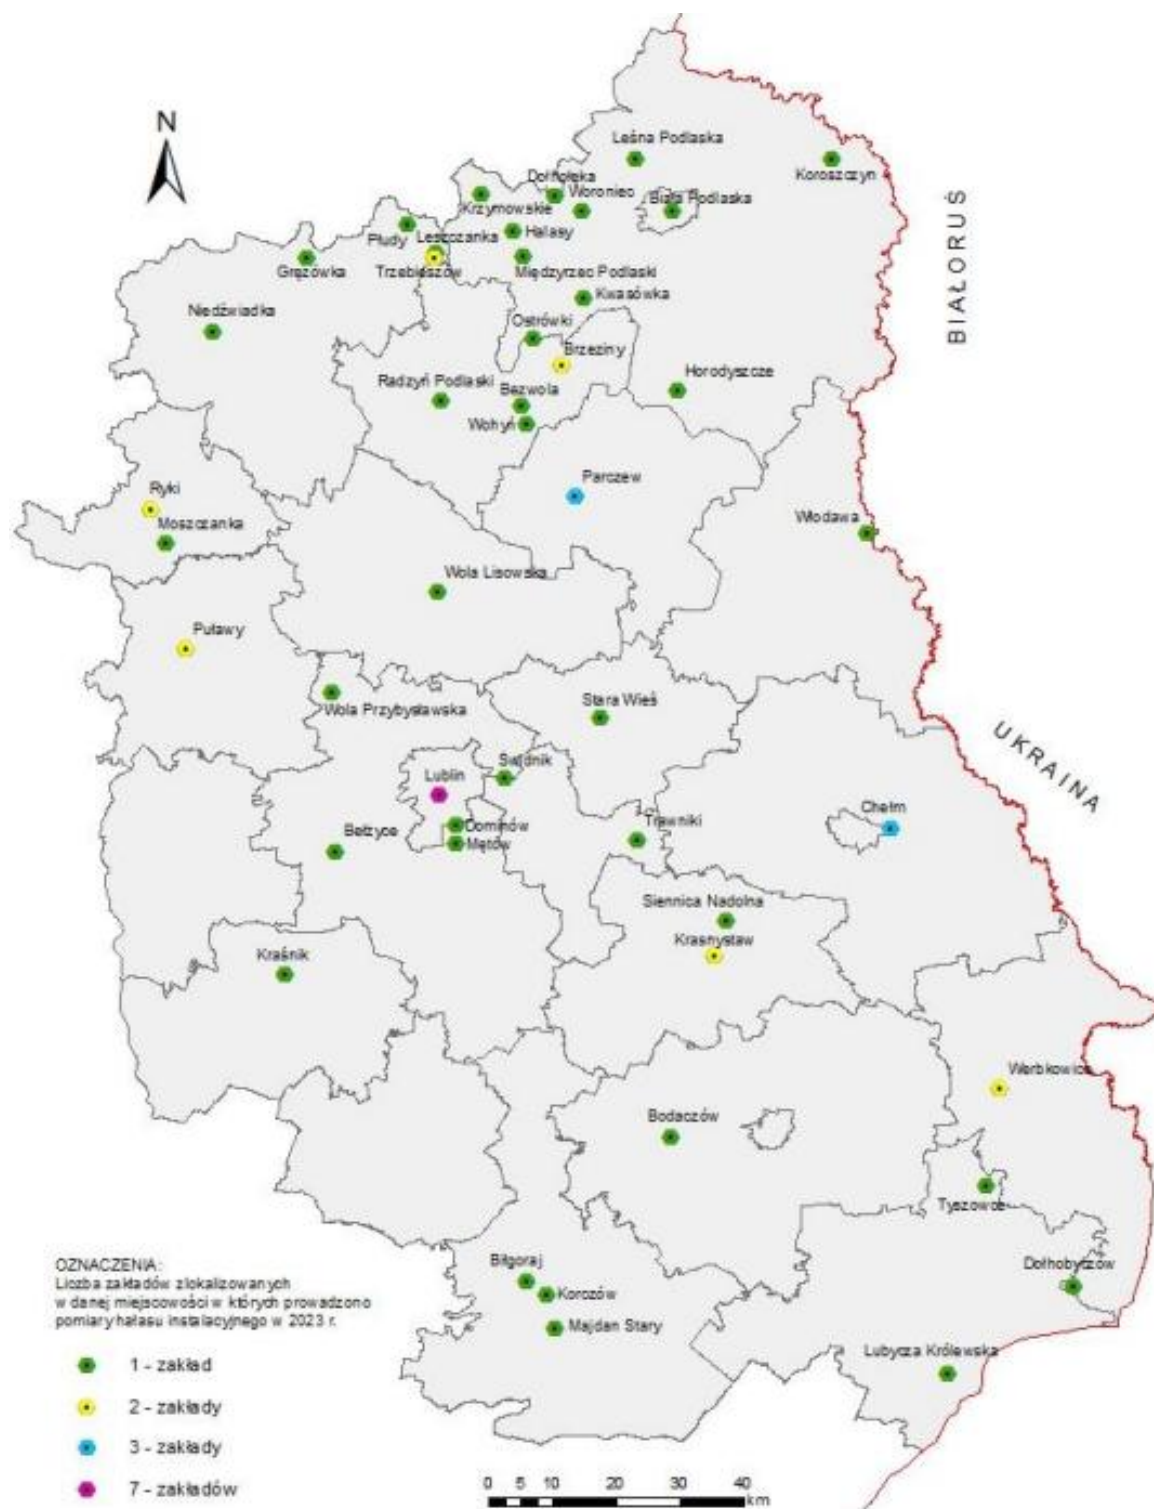 N
Leśna Podlaska
Koroszczyn
Dołhołęka
Woroniec
Krzymowskie
Biała Podlaska
Płudy
Leszczanka
Halasy
Gręzówka
Trzebieszów
Międzyrzec Podlaski
Kwasówka
Niedźwiadka
Ostrówki
Brzeziny
Radzyń Podlaski
Bezwola
Horodyszcze
Wohyń
Parczew
Ryki
Moszczanka
Włodawa
Wola Lisowska
Puławy
Wola Przybysławska
Stara Wieś
Świdnik
Lublin
Chełm
Dominów
Bełżyce
Mętów
Trawniki
Siennica Nadolna
Krasnystaw
Kraśnik
Werbkowice
Bodaczów
Tyszowce
Biłgoraj
Korczów
Dołhobyczów
Majdan Stary
Lubycza Królewska
BIAŁORUŚ
UKRAINA
OZNACZENIA:
Liczba zakładów zlokalizowanych
w danej miejscowości w których prowadzono
pomiary hałasu instalacyjnego w 2023 r.
1 - zakład
2 - zakłady
3 - zakłady
7 - zakładów
0 5 10 20 30 40
km